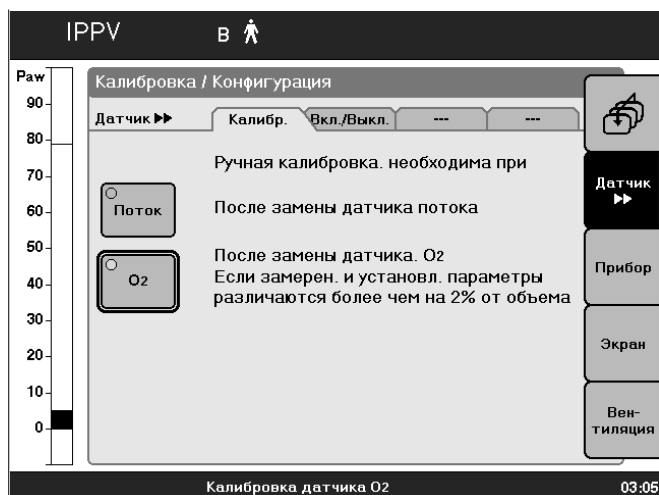 IPPV В
Paw
90
80
70
60
50
40
30
20
10
0
Калибровка / Конфигурация
Датчик ▶▶ Калибр. Вкл./Выкл. --- ---
Ручная калибровка. необходима при
Поток После замены датчика потока
O2 После замены датчика. O2
Если замерен. и установл. параметры
различаются более чем на 2% от объема
Датчик
▶▶
Прибор
Экран
Вен-
тиляция
Калибровка датчика O2 03:05